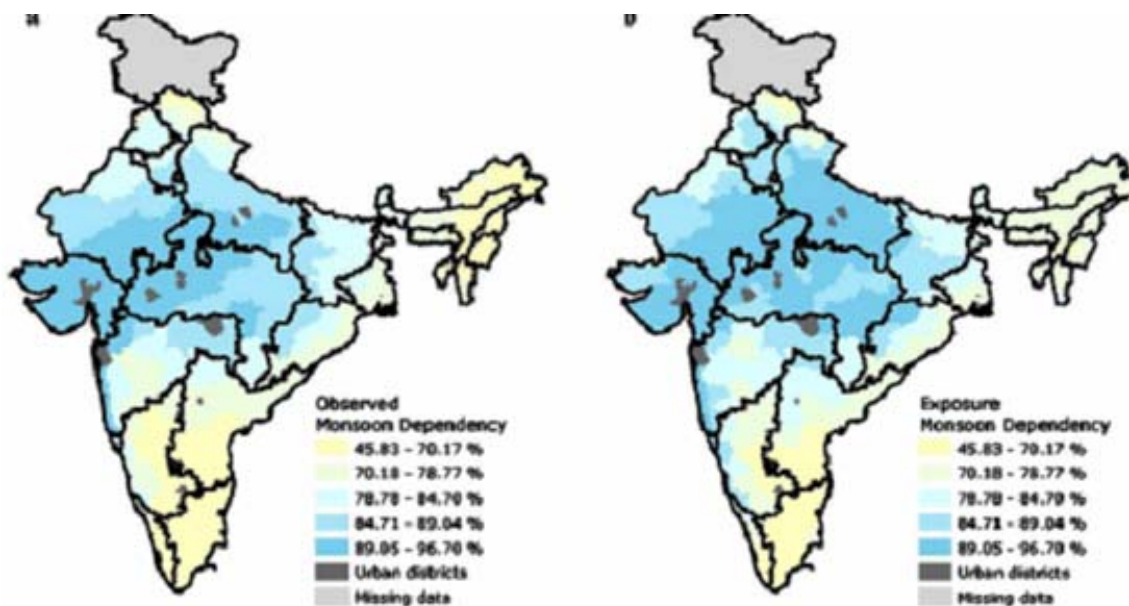 a
b
Observed
Monsoon Dependency
45.83 - 70.17 %
70.18 - 78.77 %
78.78 - 84.70 %
84.71 - 89.04 %
89.05 - 96.70 %
Urban districts
Missing data
Exposure
Monsoon Dependency
45.83 - 70.17 %
70.18 - 78.77 %
78.78 - 84.70 %
84.71 - 89.04 %
89.05 - 96.70 %
Urban districts
Missing data